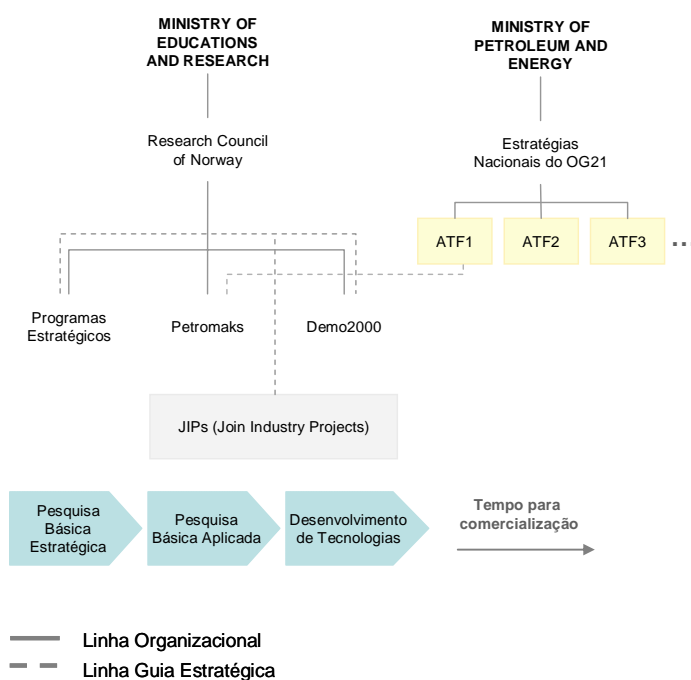 MINISTRY OF
EDUCATIONS
AND RESEARCH
MINISTRY OF
PETROLEUM AND
ENERGY
Research Council
of Norway
Estratégias
Nacionais do OG21
ATF1
ATF2
ATF3
...
Programas
Estratégicos
Petromaks
Demo2000
JIPs (Join Industry Projects)
Pesquisa
Básica
Estratégica
Pesquisa
Básica Aplicada
Desenvolvimento
de Tecnologias
Tempo para
comercialização
Linha Organizacional
Linha Guia Estratégica